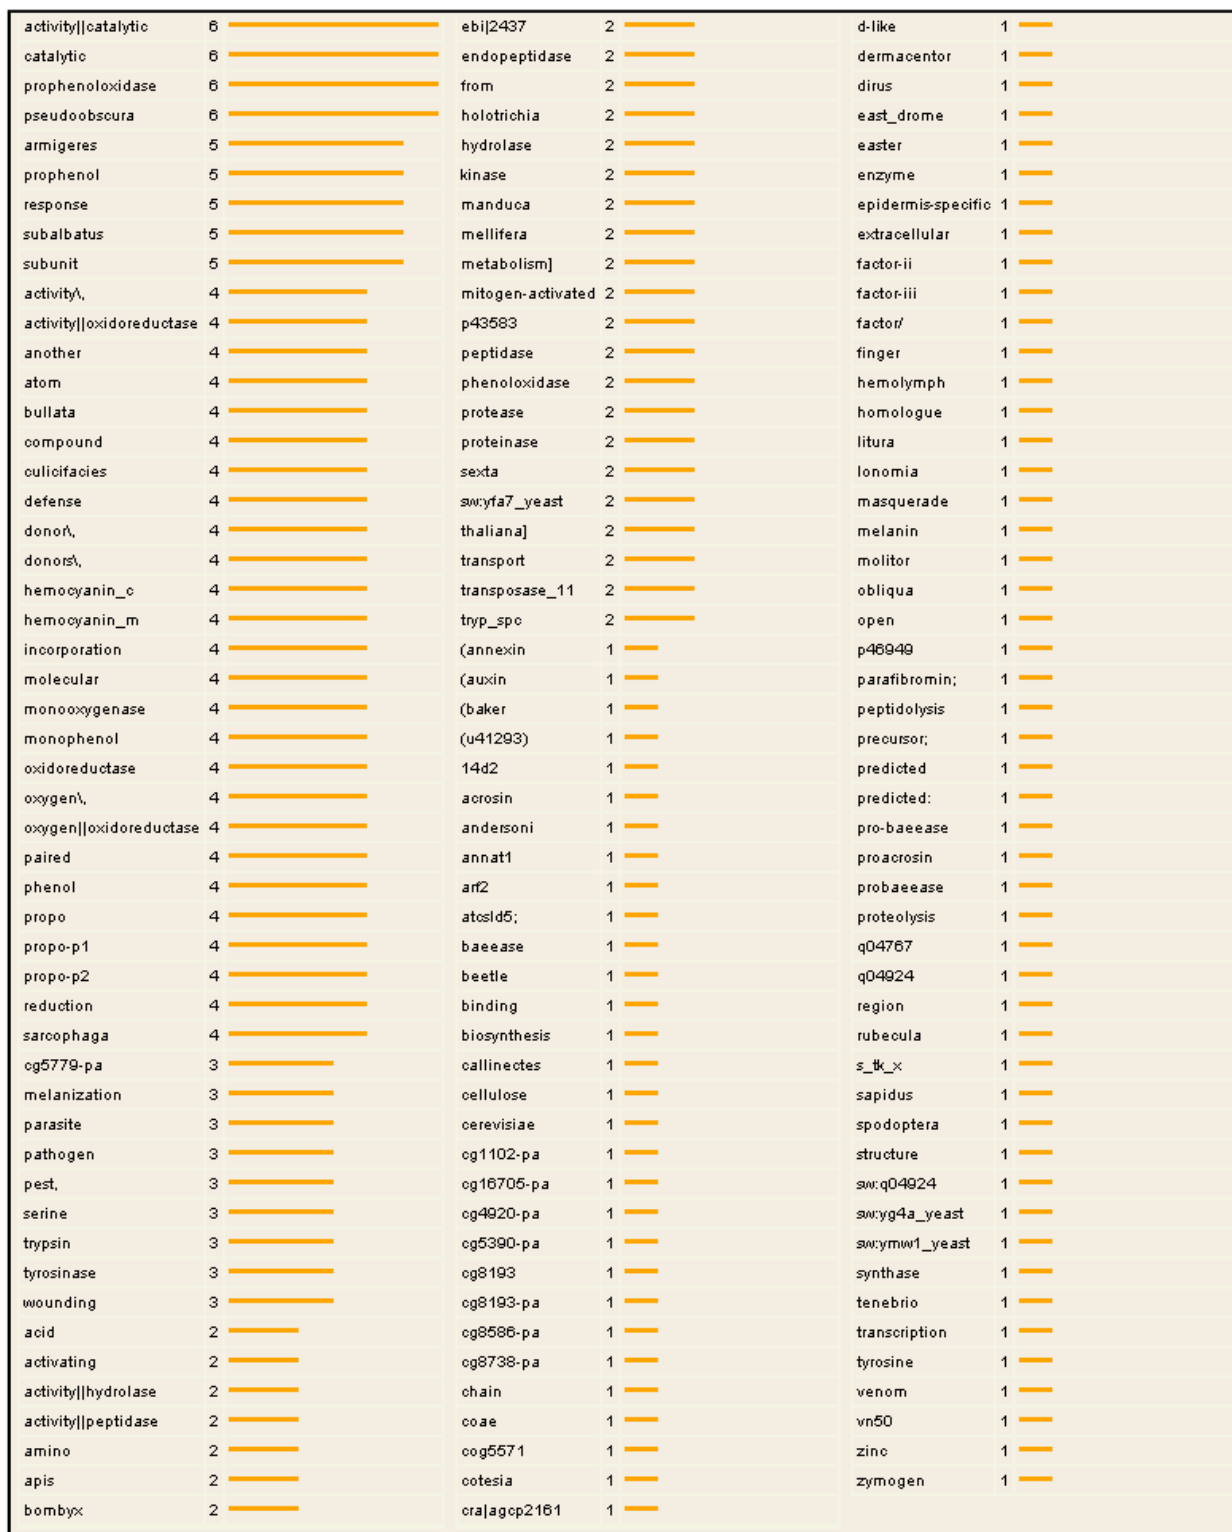 activity||catalytic 6
catalytic 6
prophenoloxidase 6
pseudoobscura 6
armigeres 5
prophenol 5
response 5
subalbatus 5
subunit 5
activity\, 4
activity||oxidoreductase 4
another 4
atom 4
bullata 4
compound 4
culicifacies 4
defense 4
donor\, 4
donors\, 4
hemocyanin_c 4
hemocyanin_m 4
incorporation 4
molecular 4
monooxygenase 4
monophenol 4
oxidoreductase 4
oxygen\, 4
oxygen||oxidoreductase 4
paired 4
phenol 4
propo 4
propo-p1 4
propo-p2 4
reduction 4
sarcophaga 4
cg5779-pa 3
melanization 3
parasite 3
pathogen 3
pest, 3
serine 3
trypsin 3
tyrosinase 3
wounding 3
acid 2
activating 2
activity||hydrolase 2
activity||peptidase 2
amino 2
apis 2
bombyx 2
ebi|2437 2
endopeptidase 2
from 2
holotrichia 2
hydrolase 2
kinase 2
manduca 2
mellifera 2
metabolism] 2
mitogen-activated 2
p43583 2
peptidase 2
phenoloxidase 2
protease 2
proteinase 2
sexta 2
sw:yfa7_yeast 2
thaliana] 2
transport 2
transposase_11 2
tryp_spc 2
(annexin 1
(auxin 1
(baker 1
(u41293) 1
14d2 1
acrosin 1
andersoni 1
annat1 1
arf2 1
atcsld5; 1
baeease 1
beetle 1
binding 1
biosynthesis 1
callinectes 1
cellulose 1
cerevisiae 1
cg1102-pa 1
cg16705-pa 1
cg4920-pa 1
cg5390-pa 1
cg8193 1
cg8193-pa 1
cg8586-pa 1
cg8738-pa 1
chain 1
coae 1
cog5571 1
cotesia 1
cra|agcp2161 1
d-like 1
dermacentor 1
dirus 1
east_drome 1
easter 1
enzyme 1
epidermis-specific 1
extracellular 1
factor-ii 1
factor-iii 1
factor/ 1
finger 1
hemolymph 1
homologue 1
litura 1
lonomia 1
masquerade 1
melanin 1
molitor 1
obliqua 1
open 1
p46949 1
parafibromin; 1
peptidolysis 1
precursor; 1
predicted 1
predicted: 1
pro-baeease 1
proacrosin 1
probaeease 1
proteolysis 1
q04767 1
q04924 1
region 1
rubecula 1
s_tk_x 1
sapidus 1
spodoptera 1
structure 1
sw:q04924 1
sw:yg4a_yeast 1
sw:ymw1_yeast 1
synthase 1
tenebrio 1
transcription 1
tyrosine 1
venom 1
vn50 1
zinc 1
zymogen 1